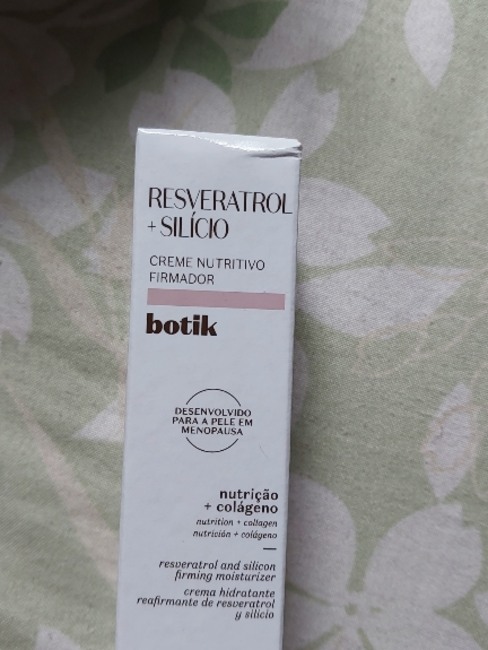 RESVERATROL
+ SILÍCIO
CREME NUTRITIVO
FIRMADOR
botik
DESENVOLVIDO
PARA A PELE EM
MENOPAUSA
nutrição
+ colágeno
nutrition + collagen
nutrición + colágeno
resveratrol and silicon
firming moisturizer
crema hidratante
reafirmante de resveratrol
y silicio